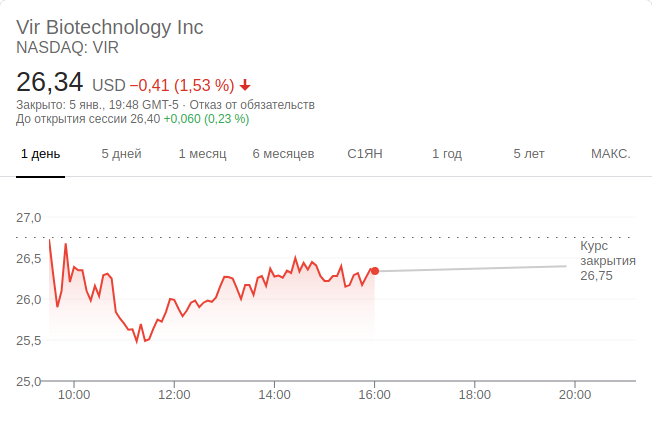 Vir Biotechnology Inc
NASDAQ: VIR
26,34 USD −0,41 (1,53 %)
Закрыто: 5 янв., 19:48 GMT-5 · Отказ от обязательств
До открытия сессии 26,40 +0,060 (0,23 %)
1 день 5 дней 1 месяц 6 месяцев С1ЯН 1 год 5 лет МАКС.
27,0
26,5
26,0
25,5
25,0
Курс
закрытия
26,75
10:00 12:00 14:00 16:00 18:00 20:00